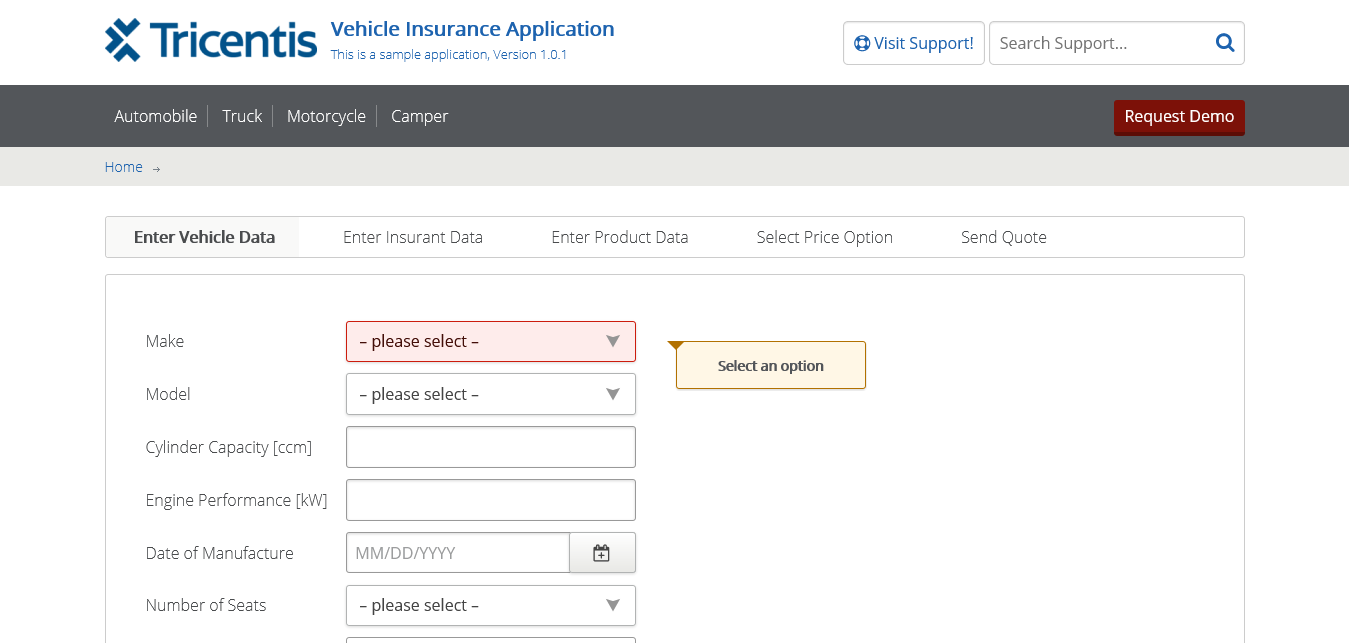 Tricentis
Vehicle Insurance Application
This is a sample application, Version 1.0.1
Visit Support!
Search Support...
Automobile
Truck
Motorcycle
Camper
Request Demo
Home →
Enter Vehicle Data
Enter Insurant Data
Enter Product Data
Select Price Option
Send Quote
Make
– please select –
Select an option
Model
– please select –
Cylinder Capacity [ccm]
Engine Performance [kW]
Date of Manufacture
MM/DD/YYYY
Number of Seats
– please select –